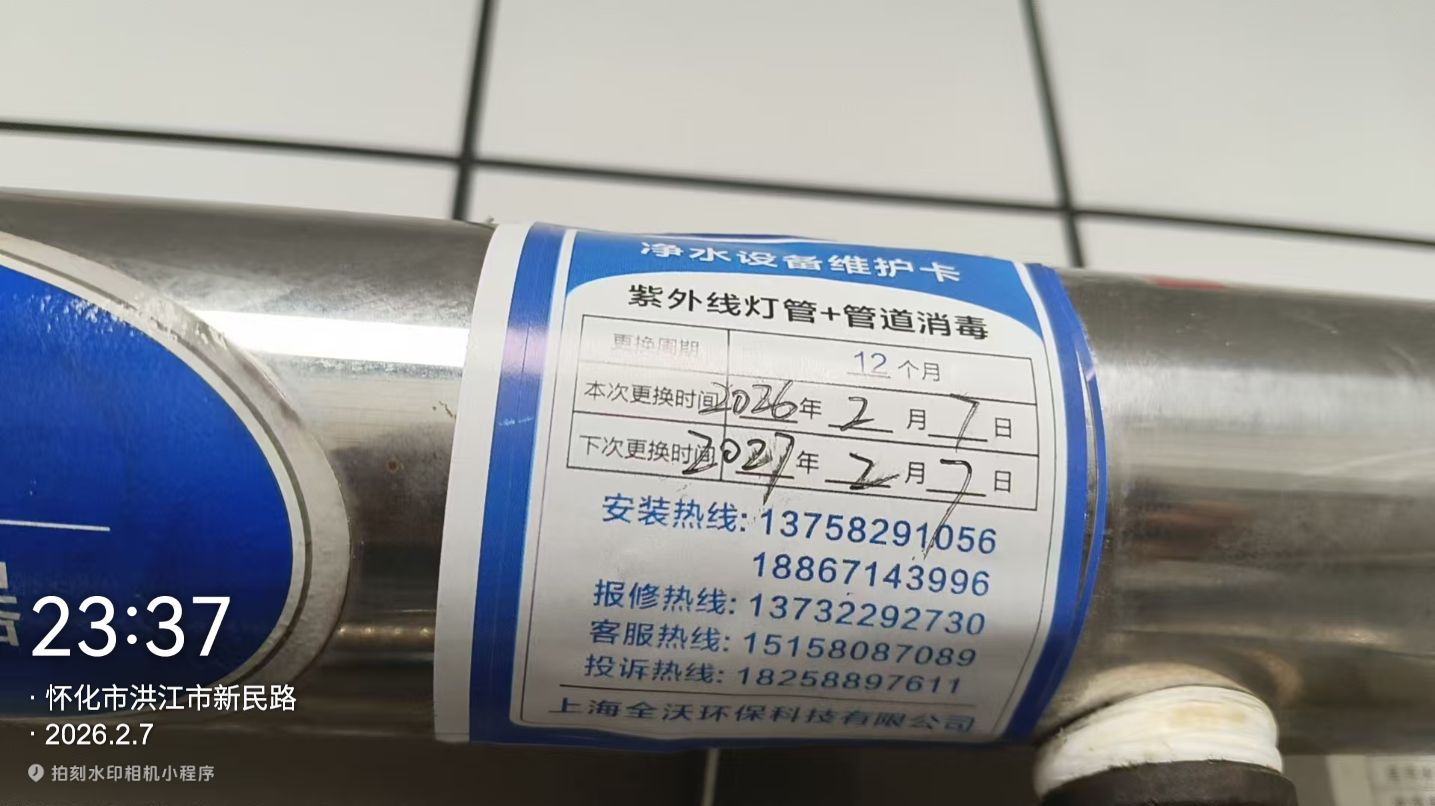 净水设备维护卡
紫外线灯管+管道消毒
更换周期 12 个月
本次更换时间 2026 年 2 月 7 日
下次更换时间 2027 年 2 月 7 日
安装热线: 13758291056
18867143996
报修热线: 13732292730
客服热线: 15158087089
投诉热线: 18258897611
上海全沃环保科技有限公司
23:37
· 怀化市洪江市新民路
· 2026.2.7
拍刻水印相机小程序